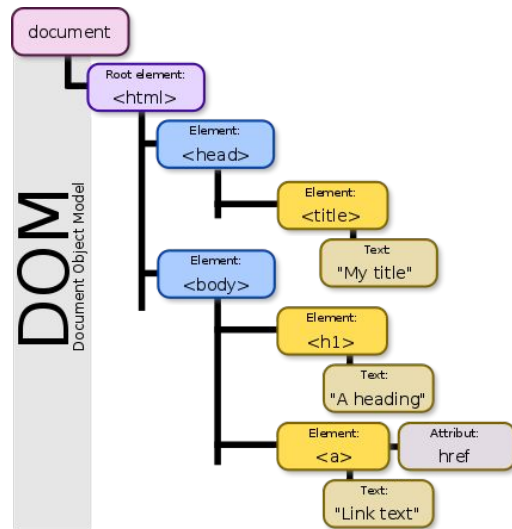 document
Root element:
<html>
Element:
<head>
Element:
<title>
Text:
"My title"
Element:
<body>
Element:
<h1>
Text:
"A heading"
Element:
<a>
Attribut:
href
Text:
"Link text"
DOM
Document Object Model